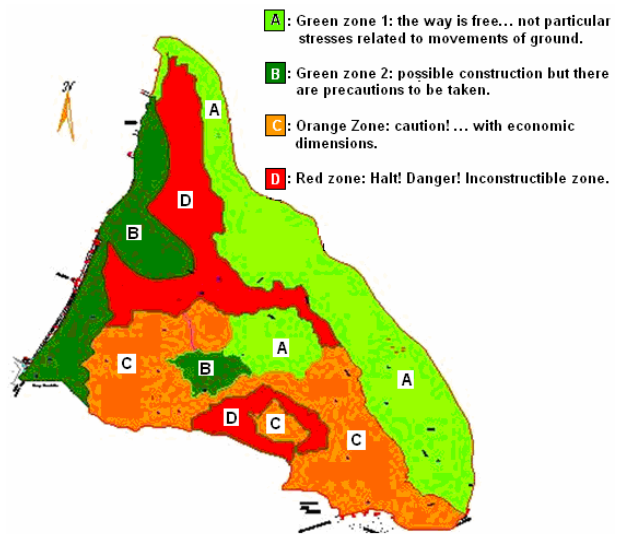 A : Green zone 1: the way is free... not particular
stresses related to movements of ground.
B : Green zone 2: possible construction but there
are precautions to be taken.
C : Orange Zone: caution! ... with economic
dimensions.
D : Red zone: Halt! Danger! Inconstructible zone.
N
A
D
B
A
C
B
A
D
C
C